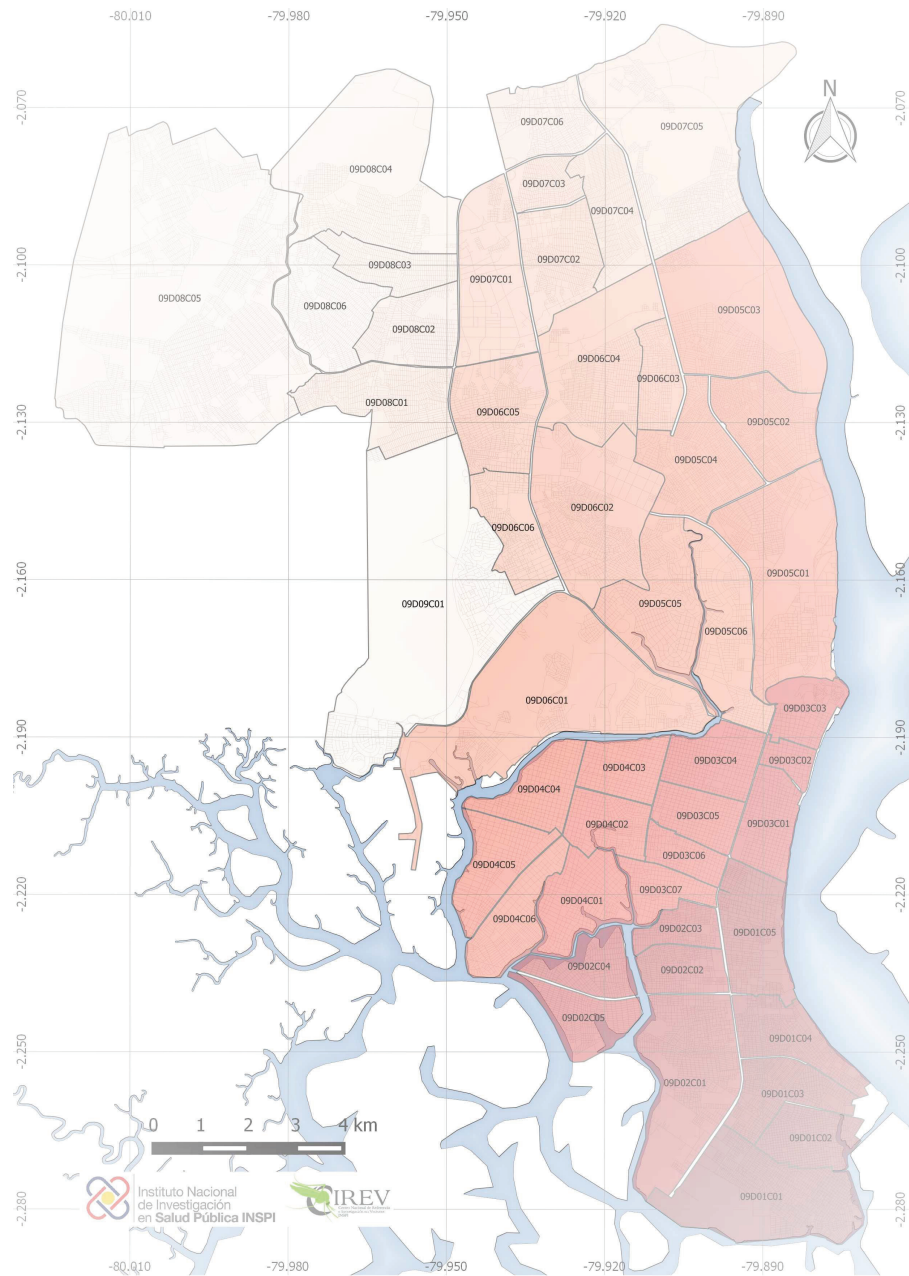 -80.010
-79.980
-79.950
-79.920
-79.890
N
-2.070
-2.070
09D07C06
09D07C05
09D08C04
09D07C03
09D07C04
-2.100
-2.100
09D08C03
09D07C02
09D07C01
09D08C05
09D08C06
09D05C03
09D08C02
09D06C04
09D06C03
09D08C01
09D06C05
09D05C02
-2.130
-2.130
09D05C04
09D06C02
09D06C06
-2.160
-2.160
09D05C01
09D09C01
09D05C05
09D05C06
09D06C01
09D03C03
-2.190
-2.190
09D03C02
09D04C03
09D03C04
09D04C04
09D03C05
09D04C02
09D03C01
09D03C06
09D04C05
09D03C07
-2.220
-2.220
09D04C01
09D04C06
09D02C03
09D01C05
09D02C02
09D02C04
09D02C05
-2.250
-2.250
09D01C04
09D02C01
09D01C03
0 1 2 3 4 km
09D01C02
-2.280
-2.280
09D01C01
Instituto Nacional
de Investigación
en Salud Pública INSPI
CIREV
-80.010
-79.980
-79.950
-79.920
-79.890